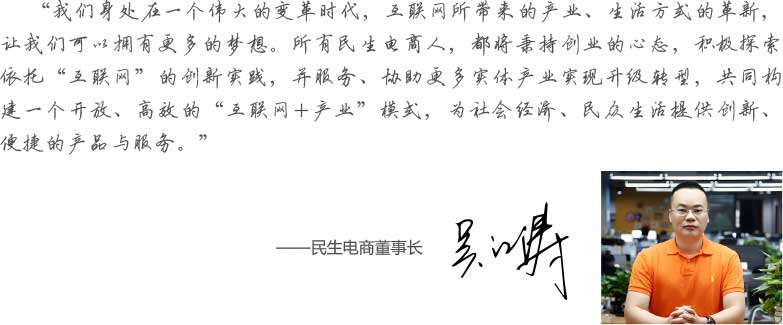 “我们身处在一个伟大的变革时代，互联网所带来的产业、生活方式的革新，
让我们可以拥有更多的梦想。所有民生电商人，都将秉持创业的心态，积极探索
依托“互联网”的创新实践，并服务、协助更多实体产业实现升级转型，共同构
建一个开放、高效的“互联网+产业”模式，为社会经济、民众生活提供创新、
便捷的产品与服务。”
——民生电商董事长